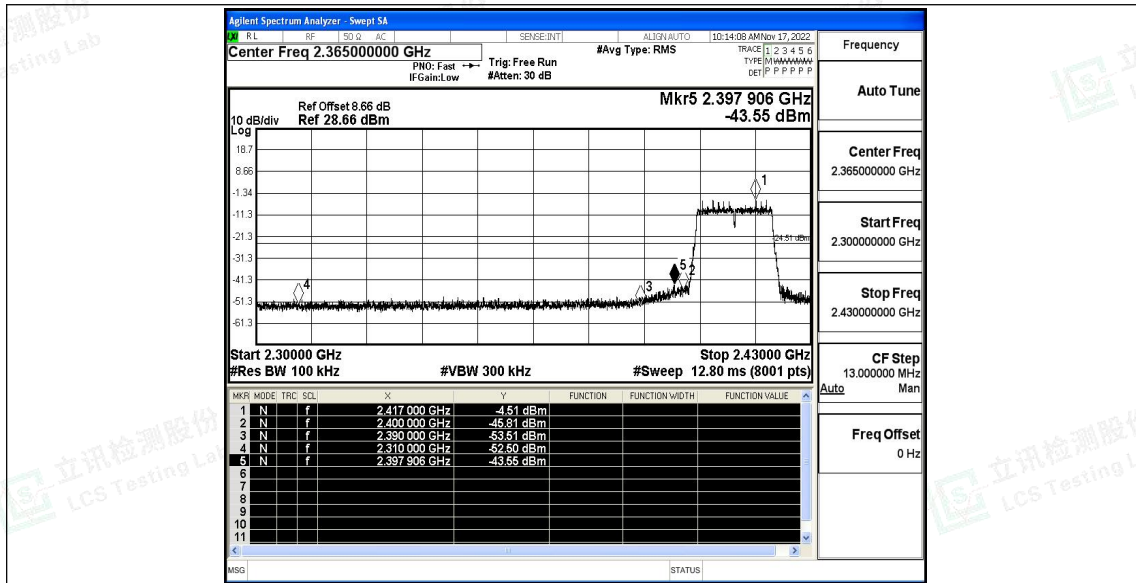 Agilent Spectrum Analyzer - Swept SA
LXI RL RF 50 Ω AC SENSE:INT ALIGN AUTO 10:14:08 AM Nov 17, 2022
Center Freq 2.365000000 GHz
PNO: Fast
IFGain:Low
Trig: Free Run
#Atten: 30 dB
#Avg Type: RMS
TRACE 1 2 3 4 5 6
TYPE MWWWWW
DET P P P P P P
Frequency
Auto Tune
Center Freq
2.365000000 GHz
Start Freq
2.300000000 GHz
Stop Freq
2.430000000 GHz
CF Step
13.000000 MHz
Auto Man
Freq Offset
0 Hz
Ref Offset 8.66 dB
10 dB/div Ref 28.66 dBm
Log
Mkr5 2.397 906 GHz
-43.55 dBm
18.7
8.66
-1.34
-11.3
-21.3
-31.3
-41.3
-51.3
-61.3
1
-24.51 dBm
5
2
3
4
Start 2.30000 GHz Stop 2.43000 GHz
#Res BW 100 kHz #VBW 300 kHz #Sweep 12.80 ms (8001 pts)
MKR MODE TRC SCL X Y FUNCTION FUNCTION WIDTH FUNCTION VALUE
1 N f 2.417 000 GHz -4.51 dBm
2 N f 2.400 000 GHz -45.81 dBm
3 N f 2.390 000 GHz -53.51 dBm
4 N f 2.310 000 GHz -52.50 dBm
5 N f 2.397 906 GHz -43.55 dBm
6
7
8
9
10
11
MSG STATUS
立讯检测股份
LCS Testing Lab